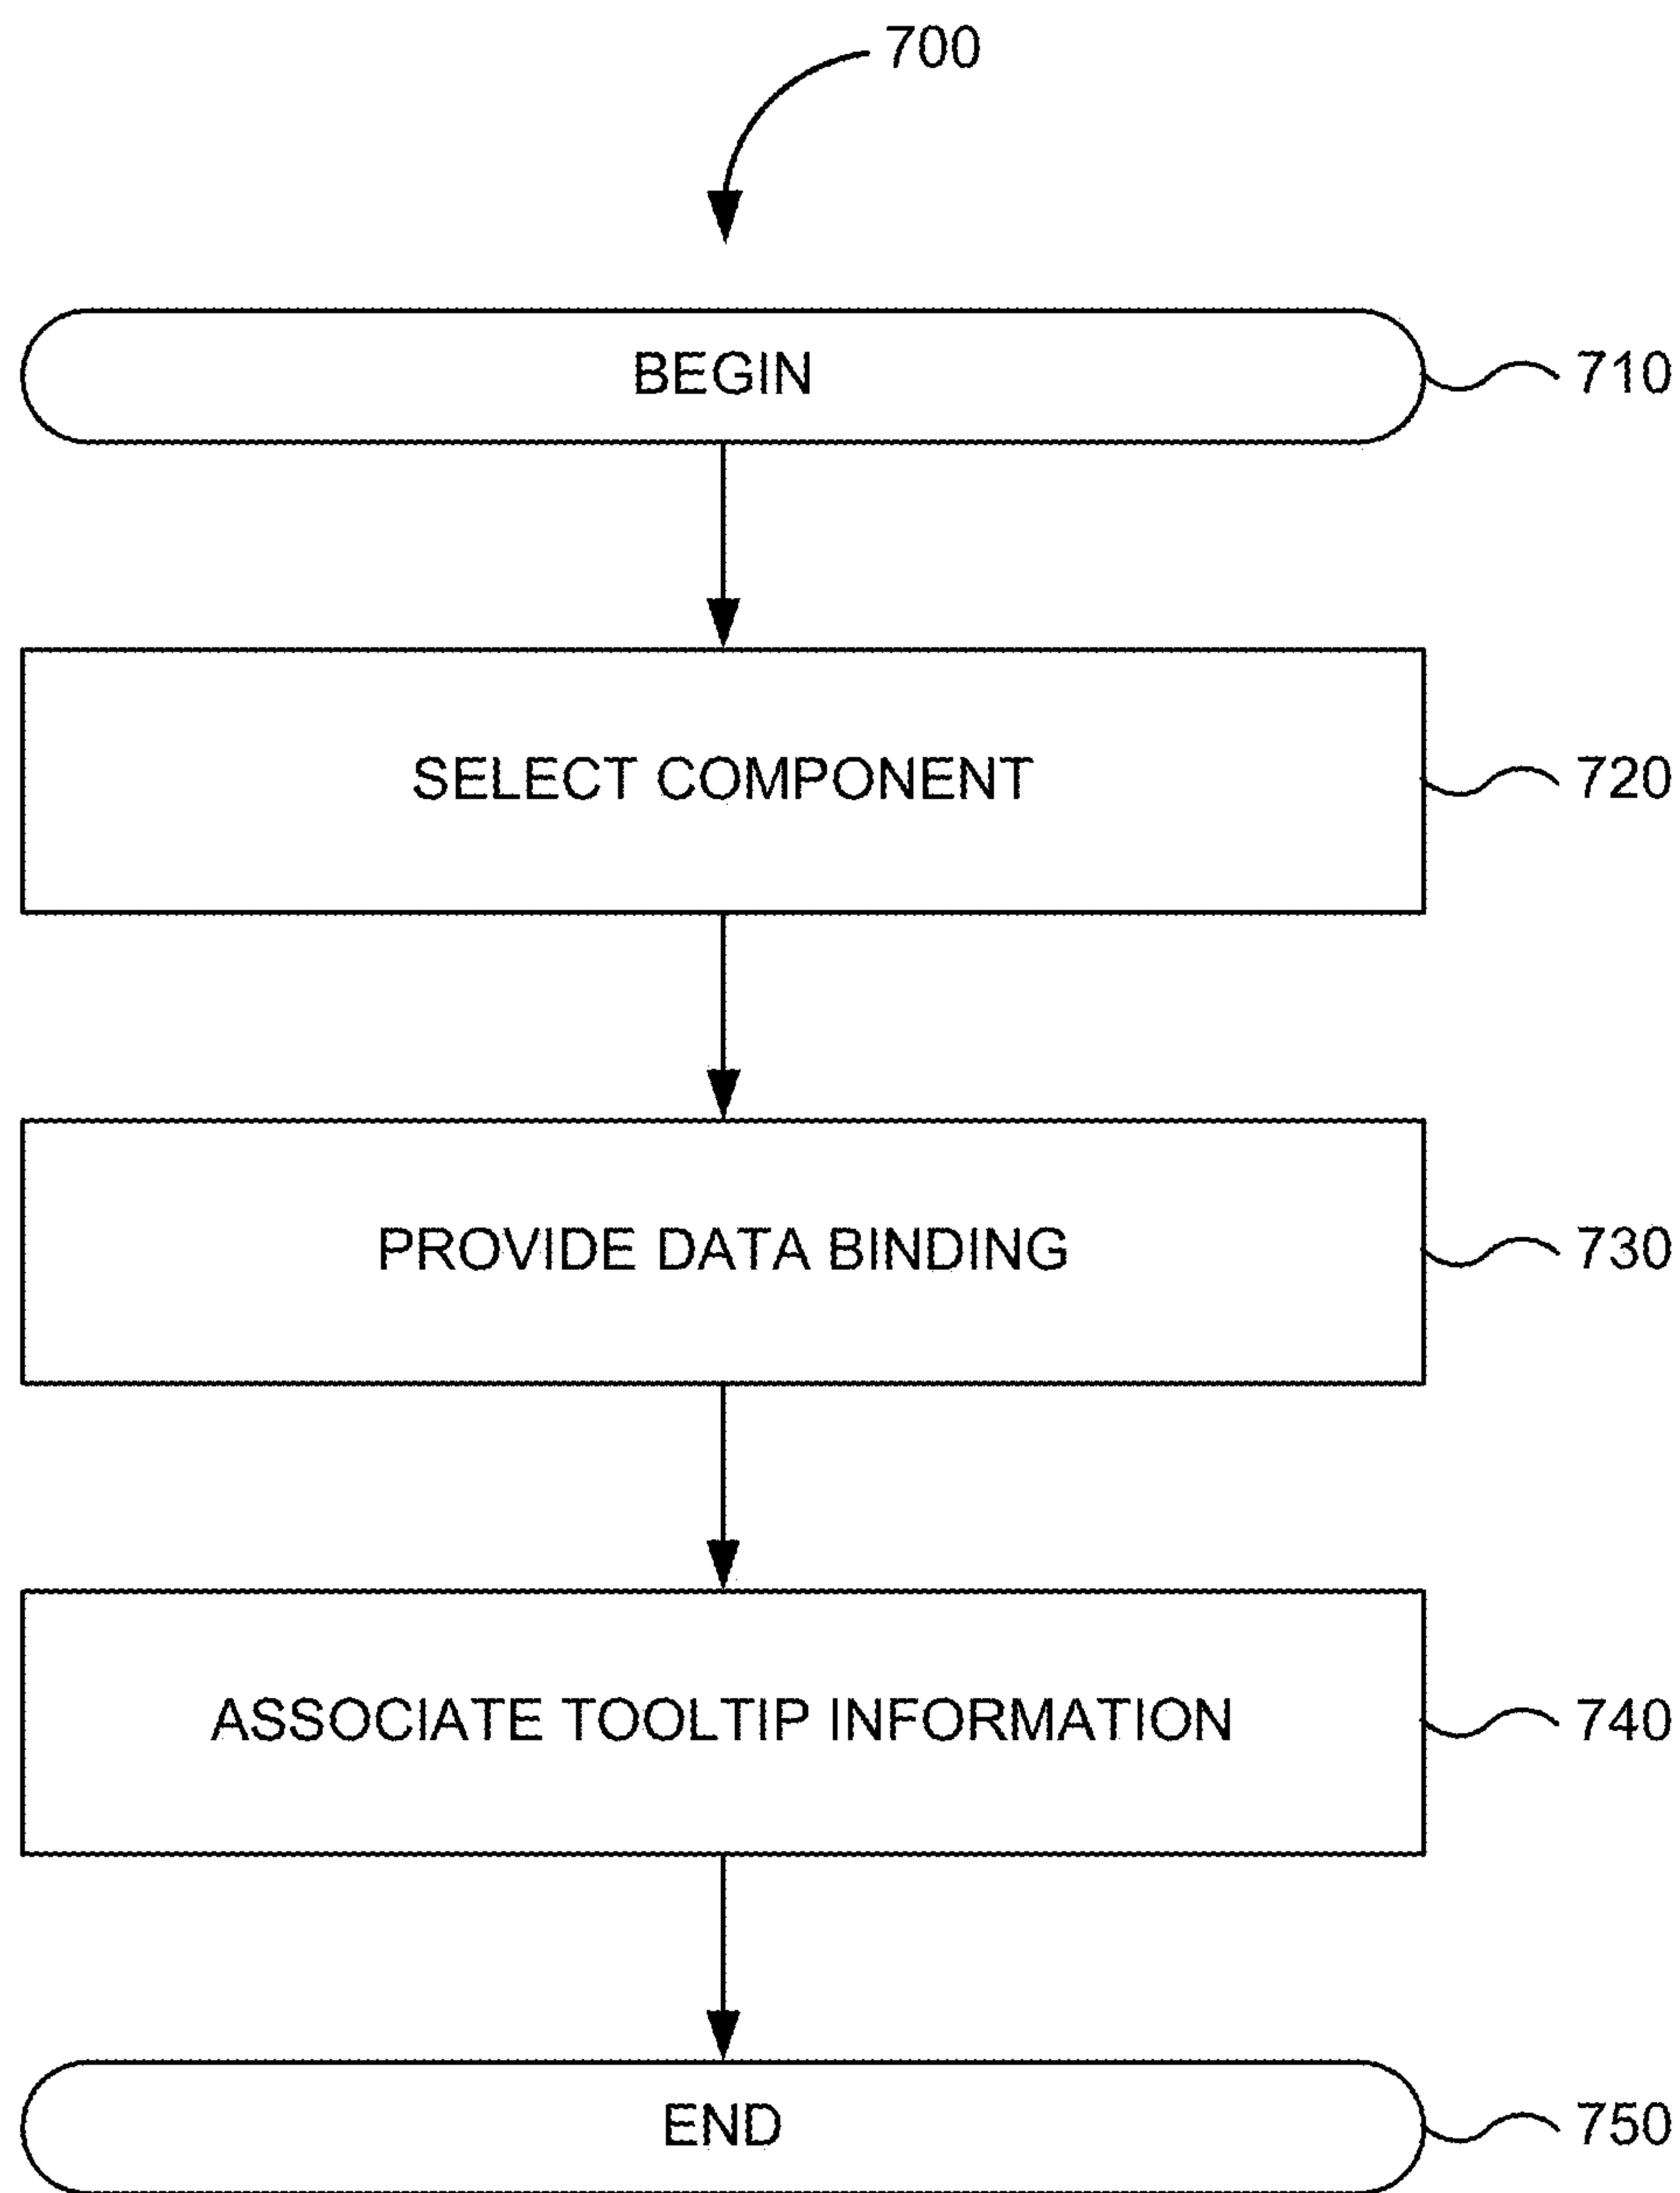 700
BEGIN
710
SELECT COMPONENT
720
PROVIDE DATA BINDING
730
ASSOCIATE TOOLTIP INFORMATION
740
END
750